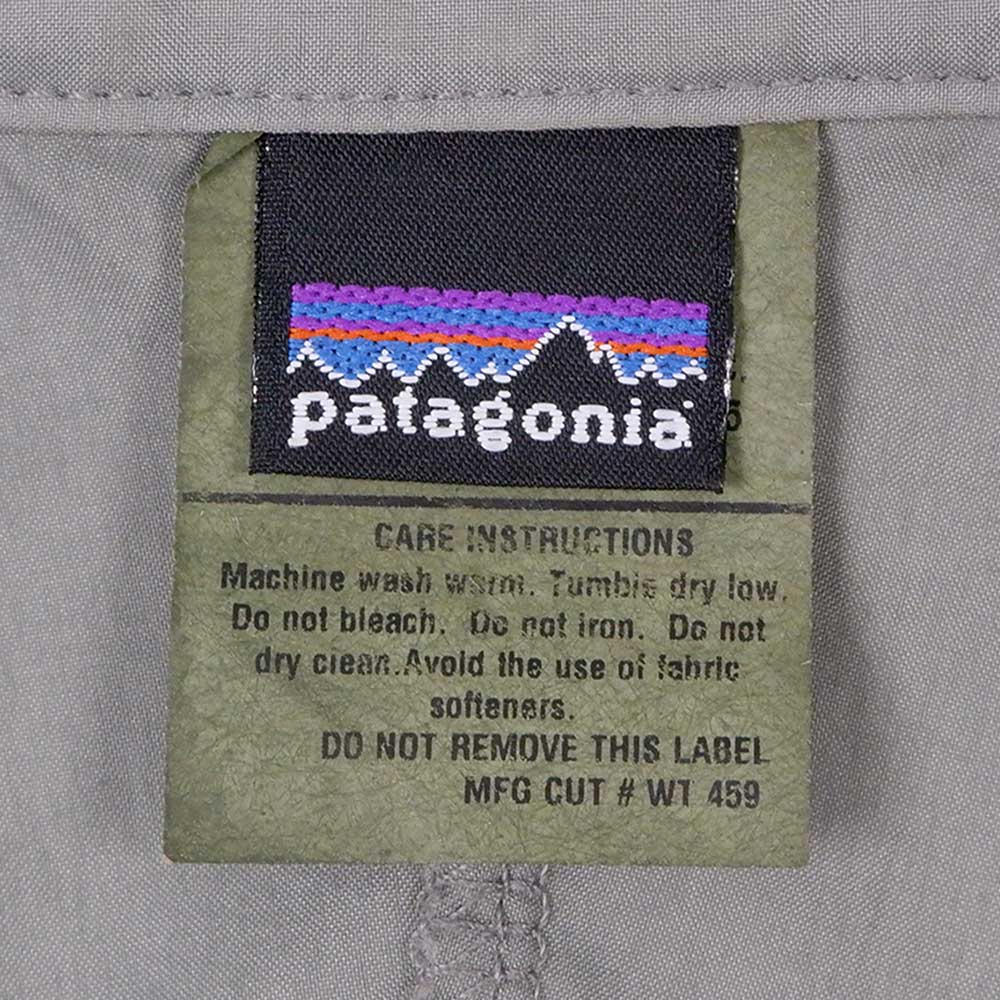 patagonia
CARE INSTRUCTIONS
Machine wash warm. Tumble dry low.
Do not bleach. Do not iron. Do not
dry clean.Avoid the use of fabric
softeners.
DO NOT REMOVE THIS LABEL
MFG CUT # WT 459